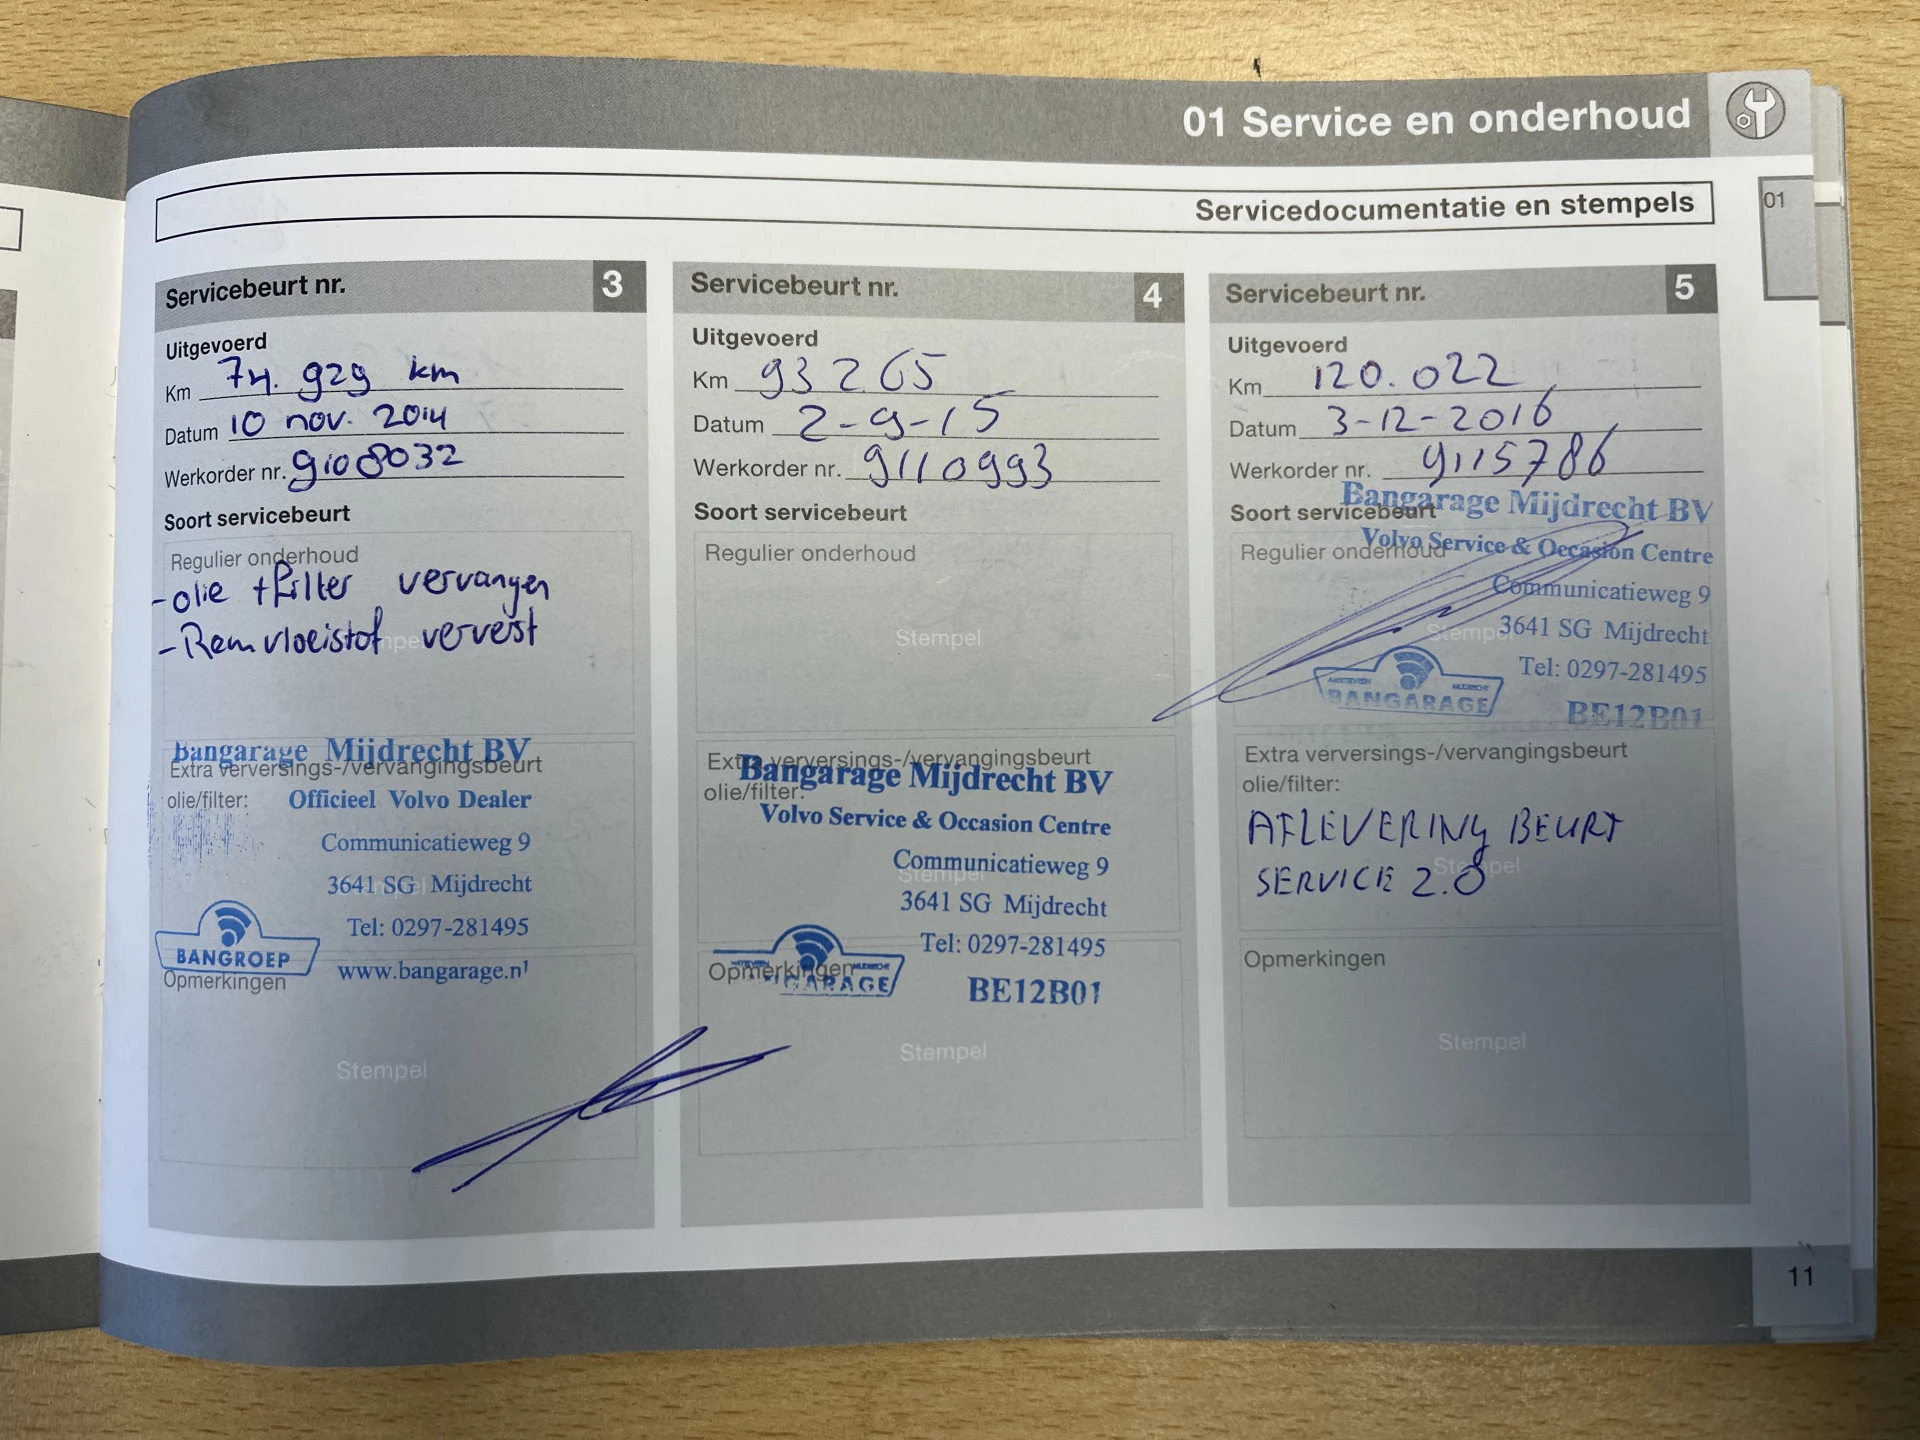 01 Service en onderhoud
Servicedocumentatie en stempels
01
Servicebeurt nr. 3
Uitgevoerd
Km 74.929 km
Datum 10 nov. 2014
Werkorder nr. 9108032
Soort servicebeurt
Regulier onderhoud
- olie + filter vervangen
- Remvloeistof ververst
Bangarage Mijdrecht BV
Extra verversings-/vervangingsbeurt
olie/filter:
Officieel Volvo Dealer
Communicatieweg 9
3641 SG Mijdrecht
Tel: 0297-281495
BANGROEP
www.bangarage.nl
Opmerkingen
Stempel
Servicebeurt nr. 4
Uitgevoerd
Km 93265
Datum 2-9-15
Werkorder nr. 9110993
Soort servicebeurt
Regulier onderhoud
Stempel
Extra verversings-/vervangingsbeurt
olie/filter:
Bangarage Mijdrecht BV
Volvo Service & Occasion Centre
Communicatieweg 9
Stempel
3641 SG Mijdrecht
Tel: 0297-281495
Opmerkingen
BE12B01
Stempel
Servicebeurt nr. 5
Uitgevoerd
Km 120.022
Datum 3-12-2016
Werkorder nr. 9115786
Bangarage Mijdrecht BV
Soort servicebeurt
Volvo Service & Occasion Centre
Regulier onderhoud
Communicatieweg 9
3641 SG Mijdrecht
Stempel
Tel: 0297-281495
BANGARAGE
BE12B01
Extra verversings-/vervangingsbeurt
olie/filter:
AFLEVERING BEURT
SERVICE 2.0
Stempel
Opmerkingen
Stempel
11